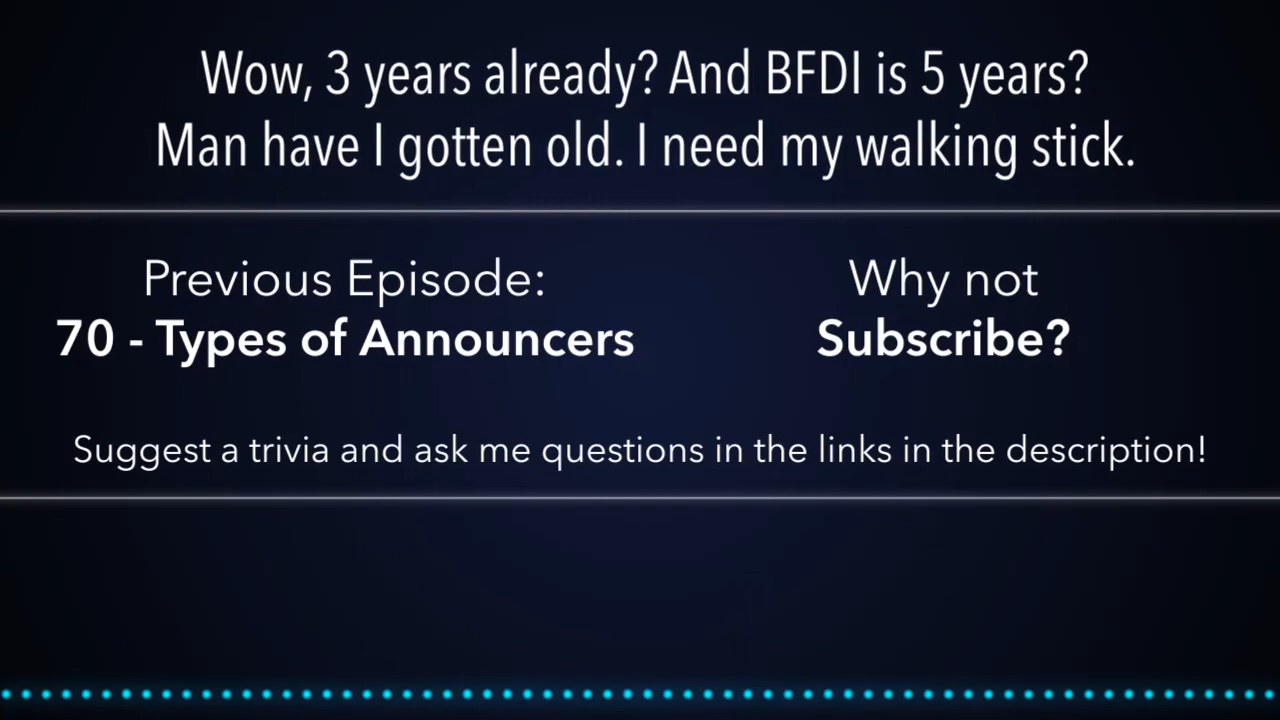 Wow, 3 years already? And BFDI is 5 years?
Man have I gotten old. I need my walking stick.
Previous Episode:
70 - Types of Announcers
Why not
Subscribe?
Suggest a trivia and ask me questions in the links in the description!